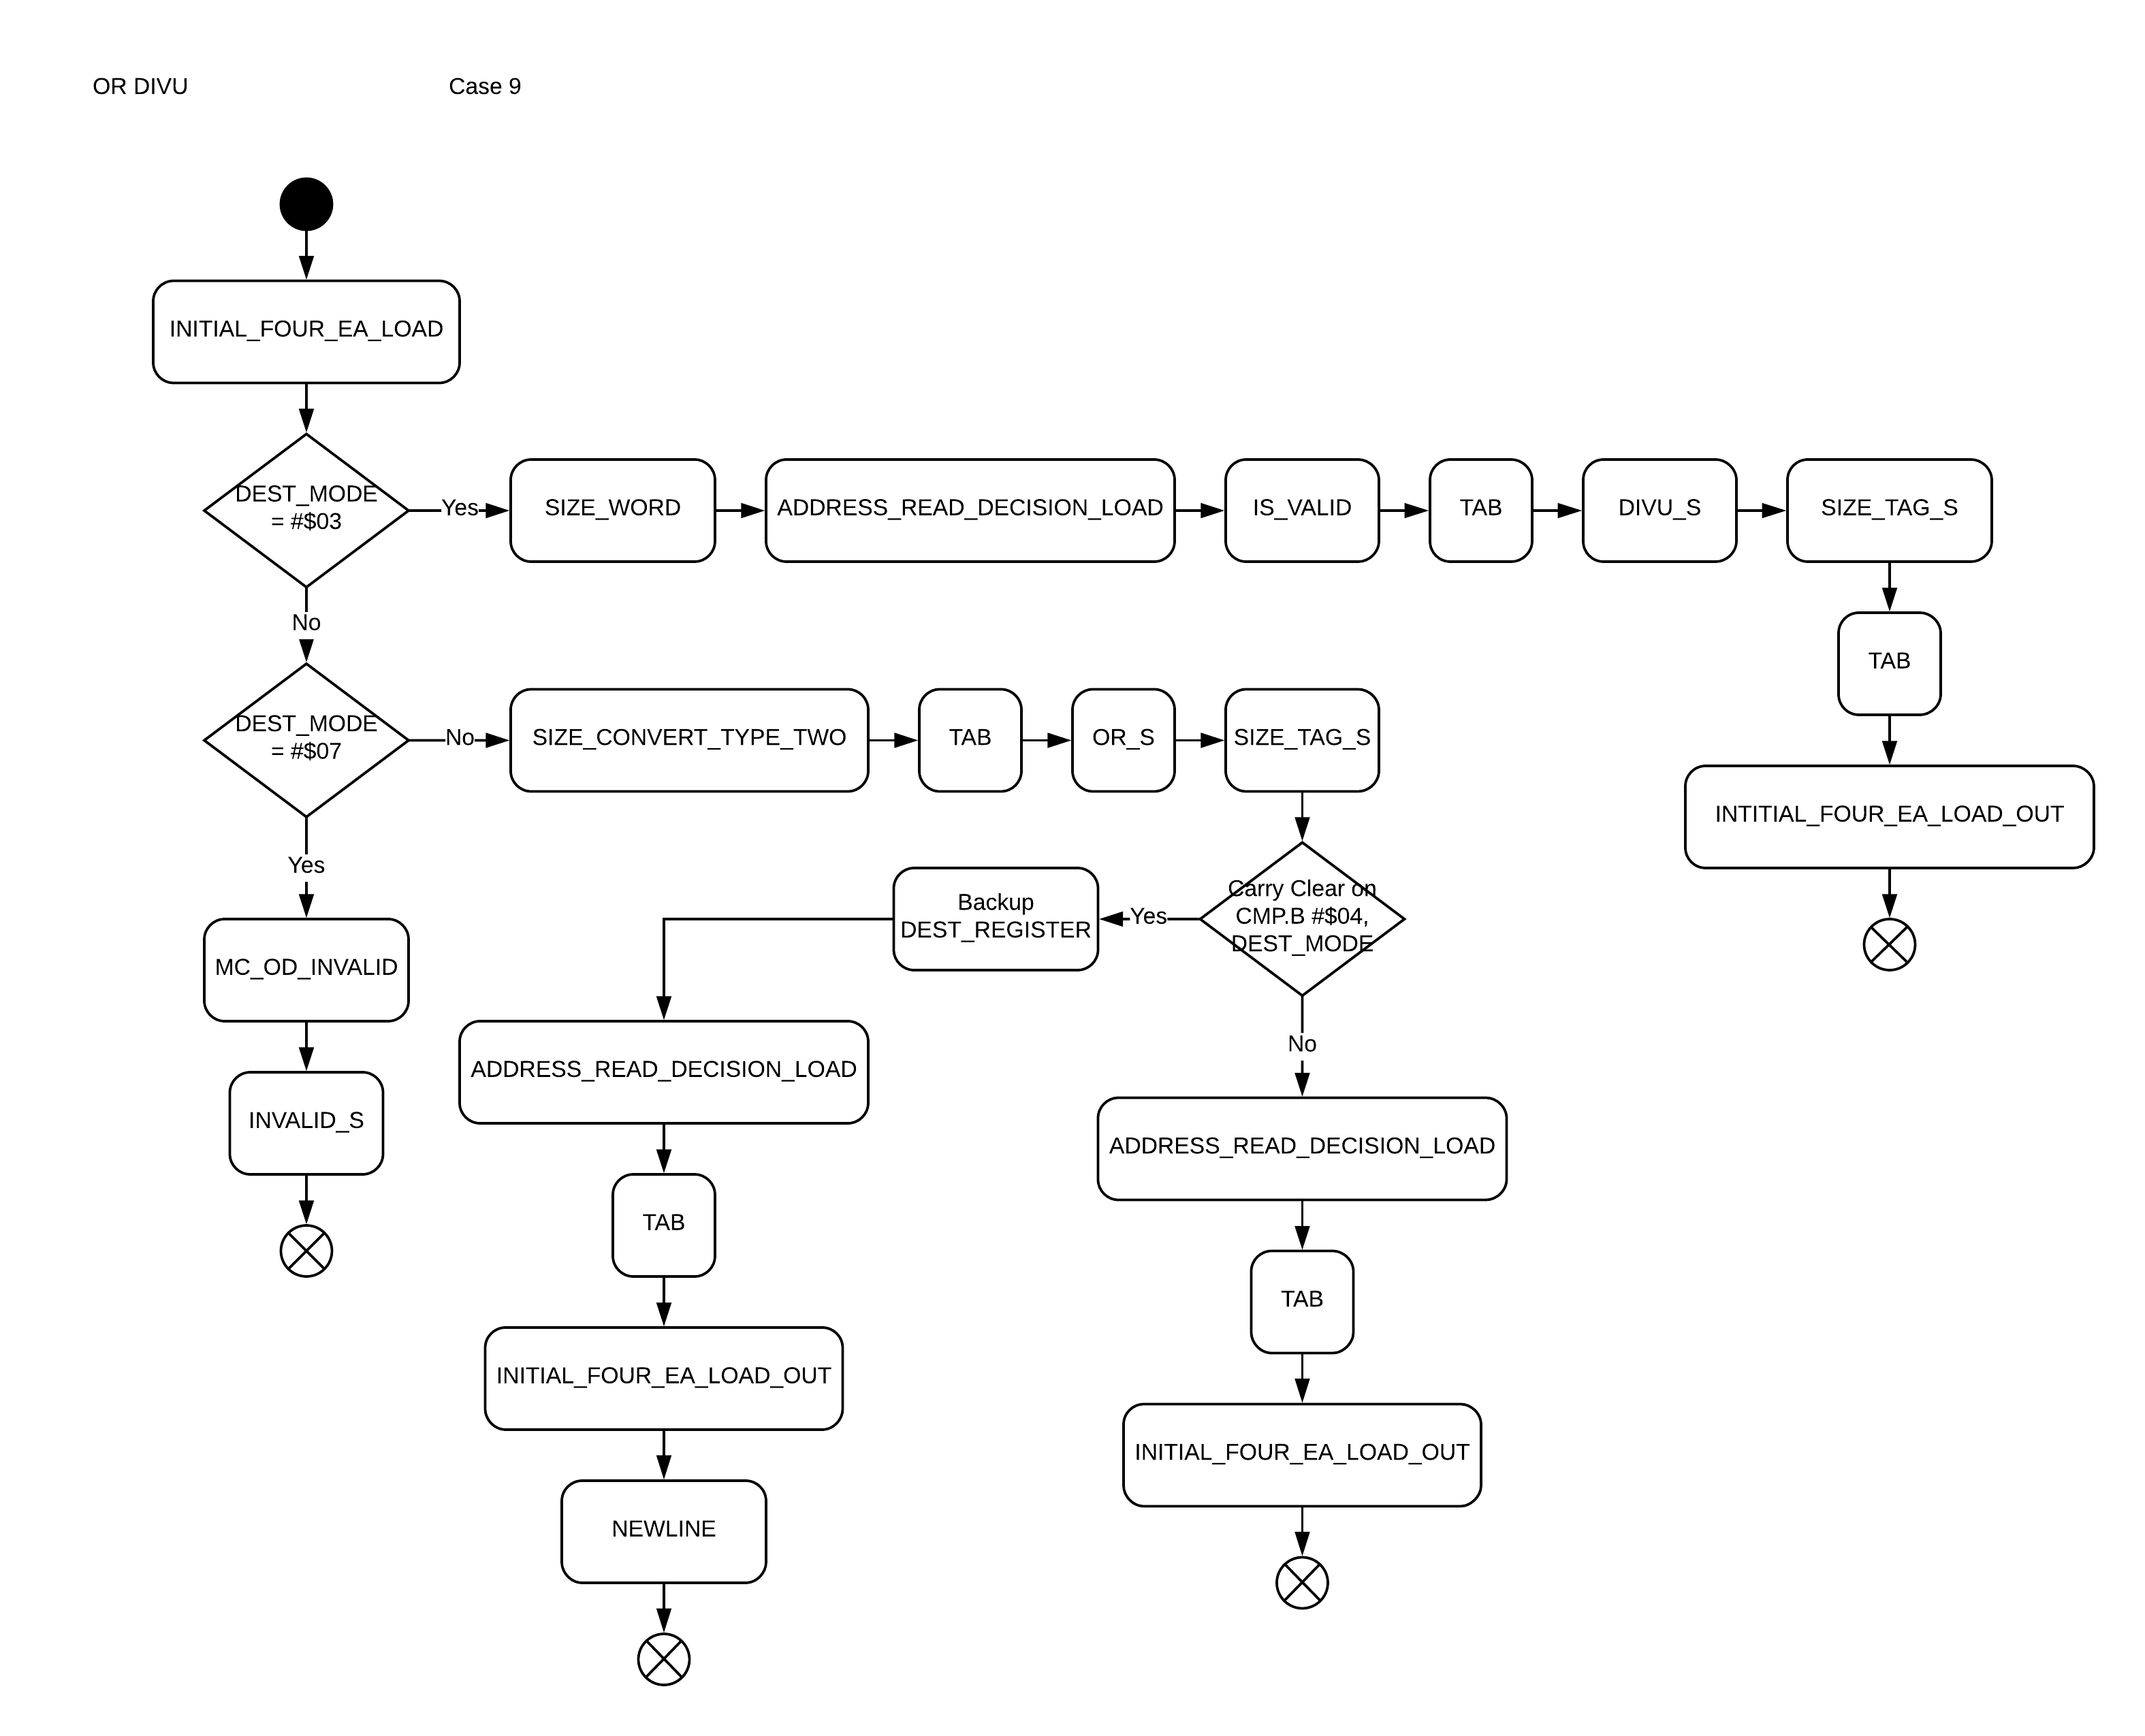 OR DIVU
Case 9
INITIAL_FOUR_EA_LOAD
DEST_MODE
= #$03
Yes
SIZE_WORD
ADDRESS_READ_DECISION_LOAD
IS_VALID
TAB
DIVU_S
SIZE_TAG_S
No
TAB
DEST_MODE
= #$07
No
SIZE_CONVERT_TYPE_TWO
TAB
OR_S
SIZE_TAG_S
INTITIAL_FOUR_EA_LOAD_OUT
Yes
Backup
DEST_REGISTER
Yes
Carry Clear on
CMP.B #$04,
DEST_MODE
MC_OD_INVALID
No
ADDRESS_READ_DECISION_LOAD
INVALID_S
ADDRESS_READ_DECISION_LOAD
TAB
TAB
INITIAL_FOUR_EA_LOAD_OUT
INITIAL_FOUR_EA_LOAD_OUT
NEWLINE